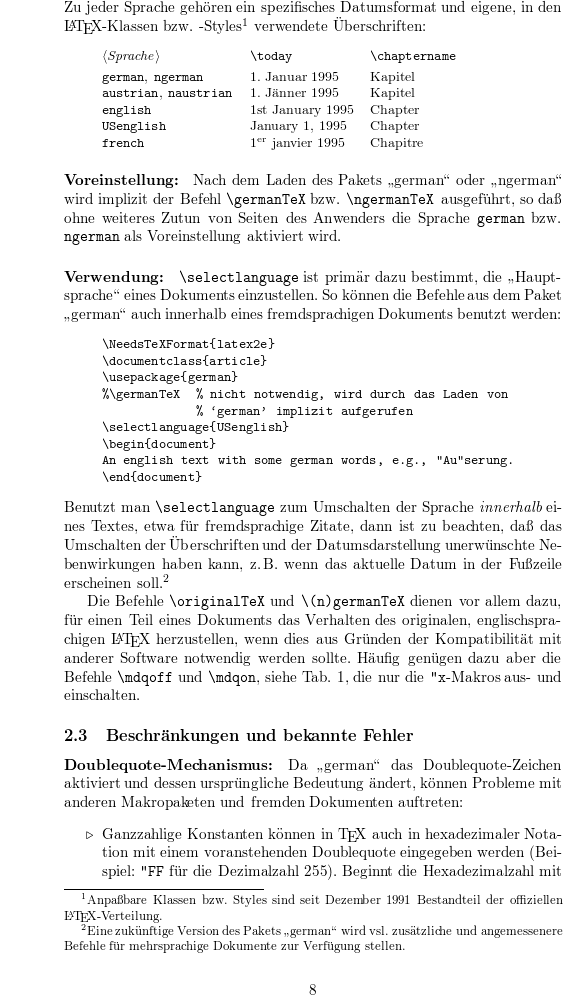 Zu jeder Sprache gehören ein spezifisches Datumsformat und eigene, in den
LATEX-Klassen bzw. -Styles1 verwendete Überschriften:
⟨Sprache⟩ \today \chaptername
german, ngerman 1. Januar 1995 Kapitel
austrian, naustrian 1. Jänner 1995 Kapitel
english 1st January 1995 Chapter
USenglish January 1, 1995 Chapter
french 1er janvier 1995 Chapitre
Voreinstellung: Nach dem Laden des Pakets „german“ oder „ngerman“
wird implizit der Befehl \germanTeX bzw. \ngermanTeX ausgeführt, so daß
ohne weiteres Zutun von Seiten des Anwenders die Sprache german bzw.
ngerman als Voreinstellung aktiviert wird.
Verwendung: \selectlanguage ist primär dazu bestimmt, die „Haupt-
sprache“ eines Dokuments einzustellen. So können die Befehle aus dem Paket
„german“ auch innerhalb eines fremdsprachigen Dokuments benutzt werden:
\NeedsTeXFormat{latex2e}
\documentclass{article}
\usepackage{german}
%\germanTeX % nicht notwendig, wird durch das Laden von
% ‘german’ implizit aufgerufen
\selectlanguage{USenglish}
\begin{document}
An english text with some german words, e.g., "Au"serung.
\end{document}
Benutzt man \selectlanguage zum Umschalten der Sprache innerhalb ei-
nes Textes, etwa für fremdsprachige Zitate, dann ist zu beachten, daß das
Umschalten der Überschriften und der Datumsdarstellung unerwünschte Ne-
benwirkungen haben kann, z.B. wenn das aktuelle Datum in der Fußzeile
erscheinen soll.2
Die Befehle \originalTeX und \(n)germanTeX dienen vor allem dazu,
für einen Teil eines Dokuments das Verhalten des originalen, englischspra-
chigen LATEX herzustellen, wenn dies aus Gründen der Kompatibilität mit
anderer Software notwendig werden sollte. Häufig genügen dazu aber die
Befehle \mdqoff und \mdqon, siehe Tab. 1, die nur die "x-Makros aus- und
einschalten.
2.3 Beschränkungen und bekannte Fehler
Doublequote-Mechanismus: Da „german“ das Doublequote-Zeichen
aktiviert und dessen ursprüngliche Bedeutung ändert, können Probleme mit
anderen Makropaketen und fremden Dokumenten auftreten:
▷ Ganzzahlige Konstanten können in TEX auch in hexadezimaler Nota-
tion mit einem voranstehenden Doublequote eingegeben werden (Bei-
spiel: "FF für die Dezimalzahl 255). Beginnt die Hexadezimalzahl mit
1Anpaßbare Klassen bzw. Styles sind seit Dezember 1991 Bestandteil der offiziellen
LATEX-Verteilung.
2Eine zukünftige Version des Pakets „german“ wird vsl. zusätzliche und angemessenere
Befehle für mehrsprachige Dokumente zur Verfügung stellen.
8